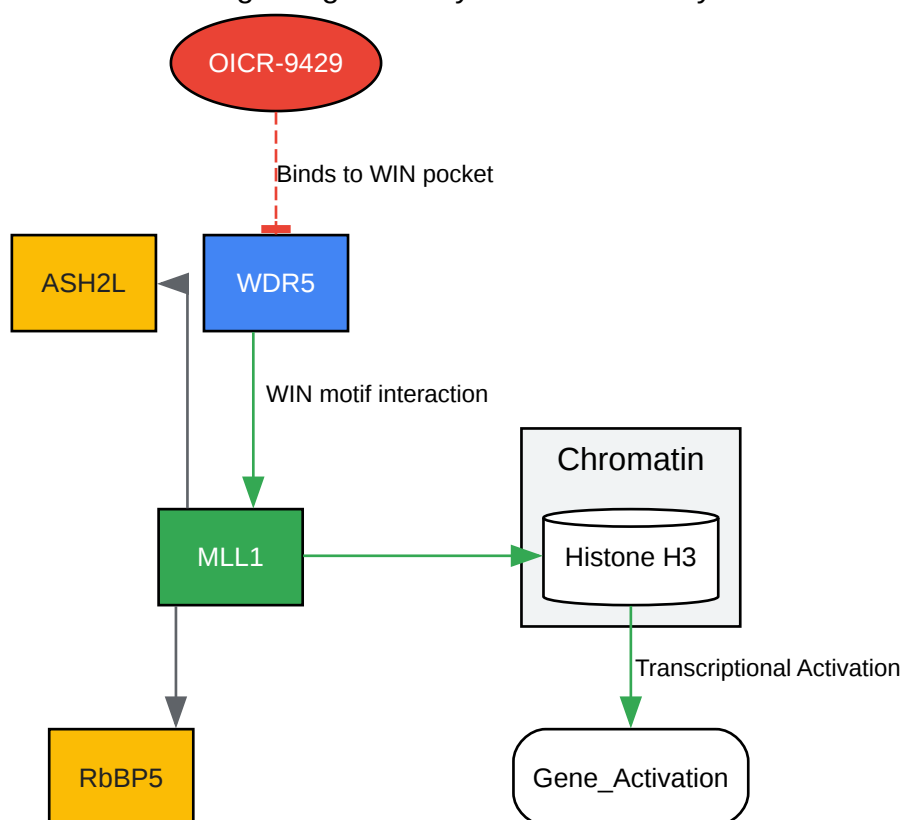 OICR-9429
Binds to WIN pocket
ASH2L
WDR5
WIN motif interaction
Chromatin
MLL1
Histone H3
Transcriptional Activation
RbBP5
Gene_Activation